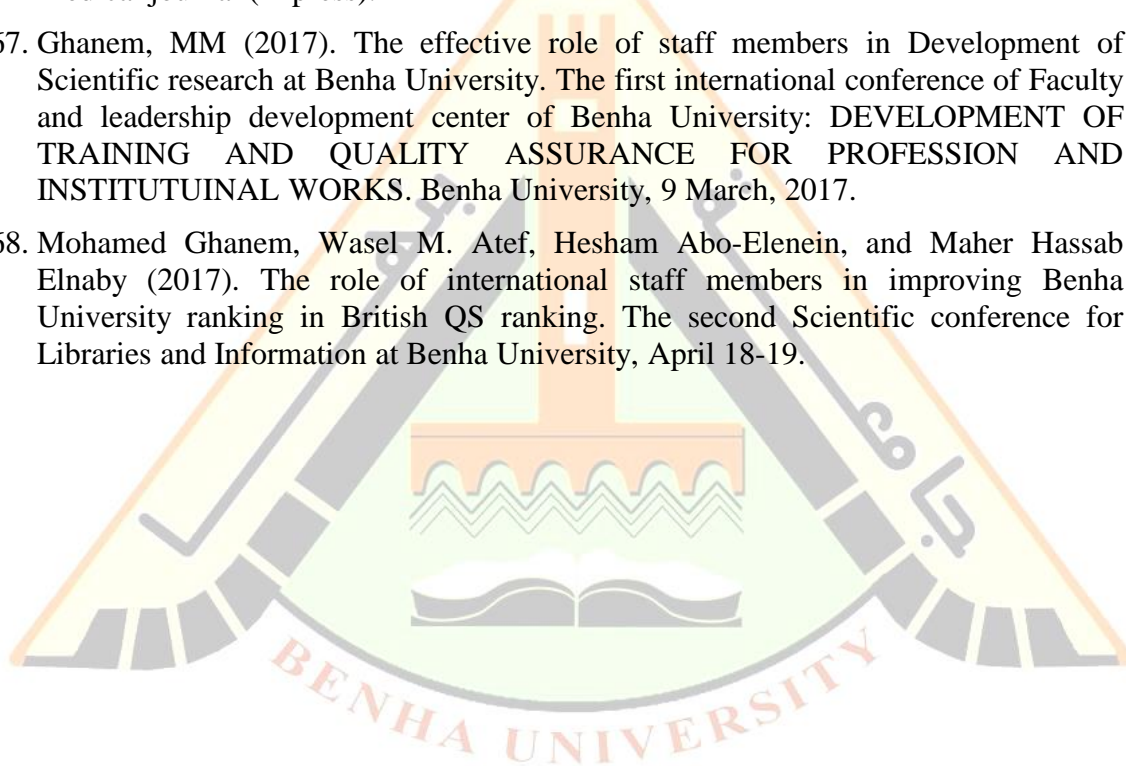 67. Ghanem, MM (2017). The effective role of staff members in Development of
Scientific research at Benha University. The first international conference of Faculty
and leadership development center of Benha University: DEVELOPMENT OF
TRAINING AND QUALITY ASSURANCE FOR PROFESSION AND
INSTITUTUINAL WORKS. Benha University, 9 March, 2017.
68. Mohamed Ghanem, Wasel M. Atef, Hesham Abo-Elenein, and Maher Hassab
Elnaby (2017). The role of international staff members in improving Benha
University ranking in British QS ranking. The second Scientific conference for
Libraries and Information at Benha University, April 18-19.
جامعة بنها
BENHA UNIVERSITY